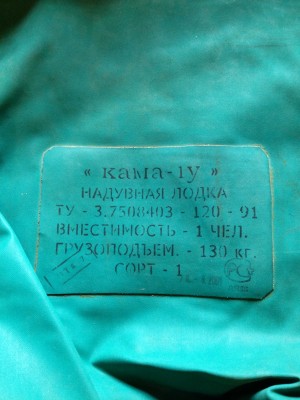 « кама-1у »
НАДУВНАЯ ЛОДКА
ТУ - 3.7508403 - 120 - 91
ВМЕСТИМОСТЬ - 1 ЧЕЛ.
ГРУЗОПОДЪЕМ. - 130 кг.
СОРТ - 1